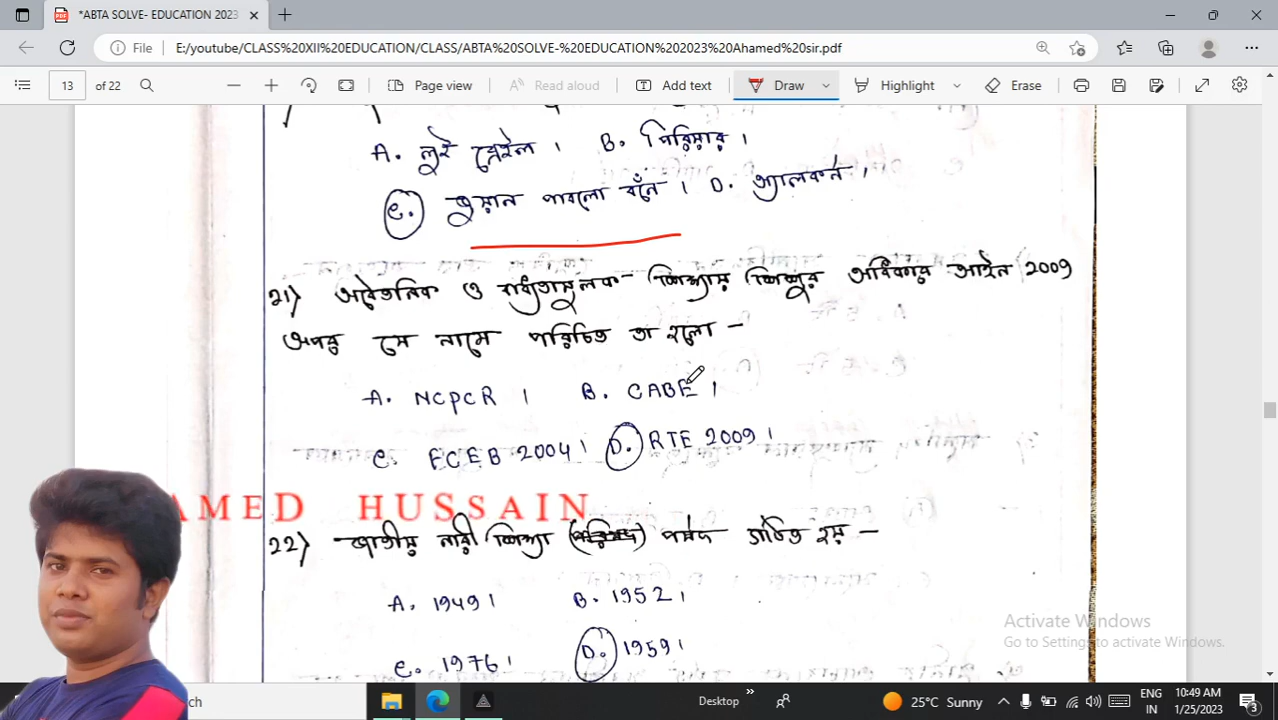 *ABTA SOLVE- EDUCATION 2023
File E:/youtube/CLASS%20XII%20EDUCATION/CLASS/ABTA%20SOLVE-%20EDUCATION%202023%20Ahamed%20sir.pdf
13 of 22 Page view Read aloud Add text Draw Highlight Erase
A. লুই ব্রেইল । B. পিরিয়ার ।
C. জুয়ান পাবলো বঁনে । D. অ্যালকর্ন ।
21) অবৈতনিক ও বাধ্যতামূলক শিক্ষায় শিশুর অধিকার আইন 2009
অপর যে নামে পরিচিত তা হলো –
A. NCPCR । B. CABE ।
C. ECEB 2004 । D. RTE 2009 ।
AMED HUSSAIN
22) জাতীয় নারী শিক্ষা পর্ষদ গঠিত হয় –
A. 1949 । B. 1952 ।
C. 1976 । D. 1959 ।
Activate Windows
Go to Settings to activate Windows.
rch Desktop 25°C Sunny ENG 10:49 AM
IN 1/25/2023 3